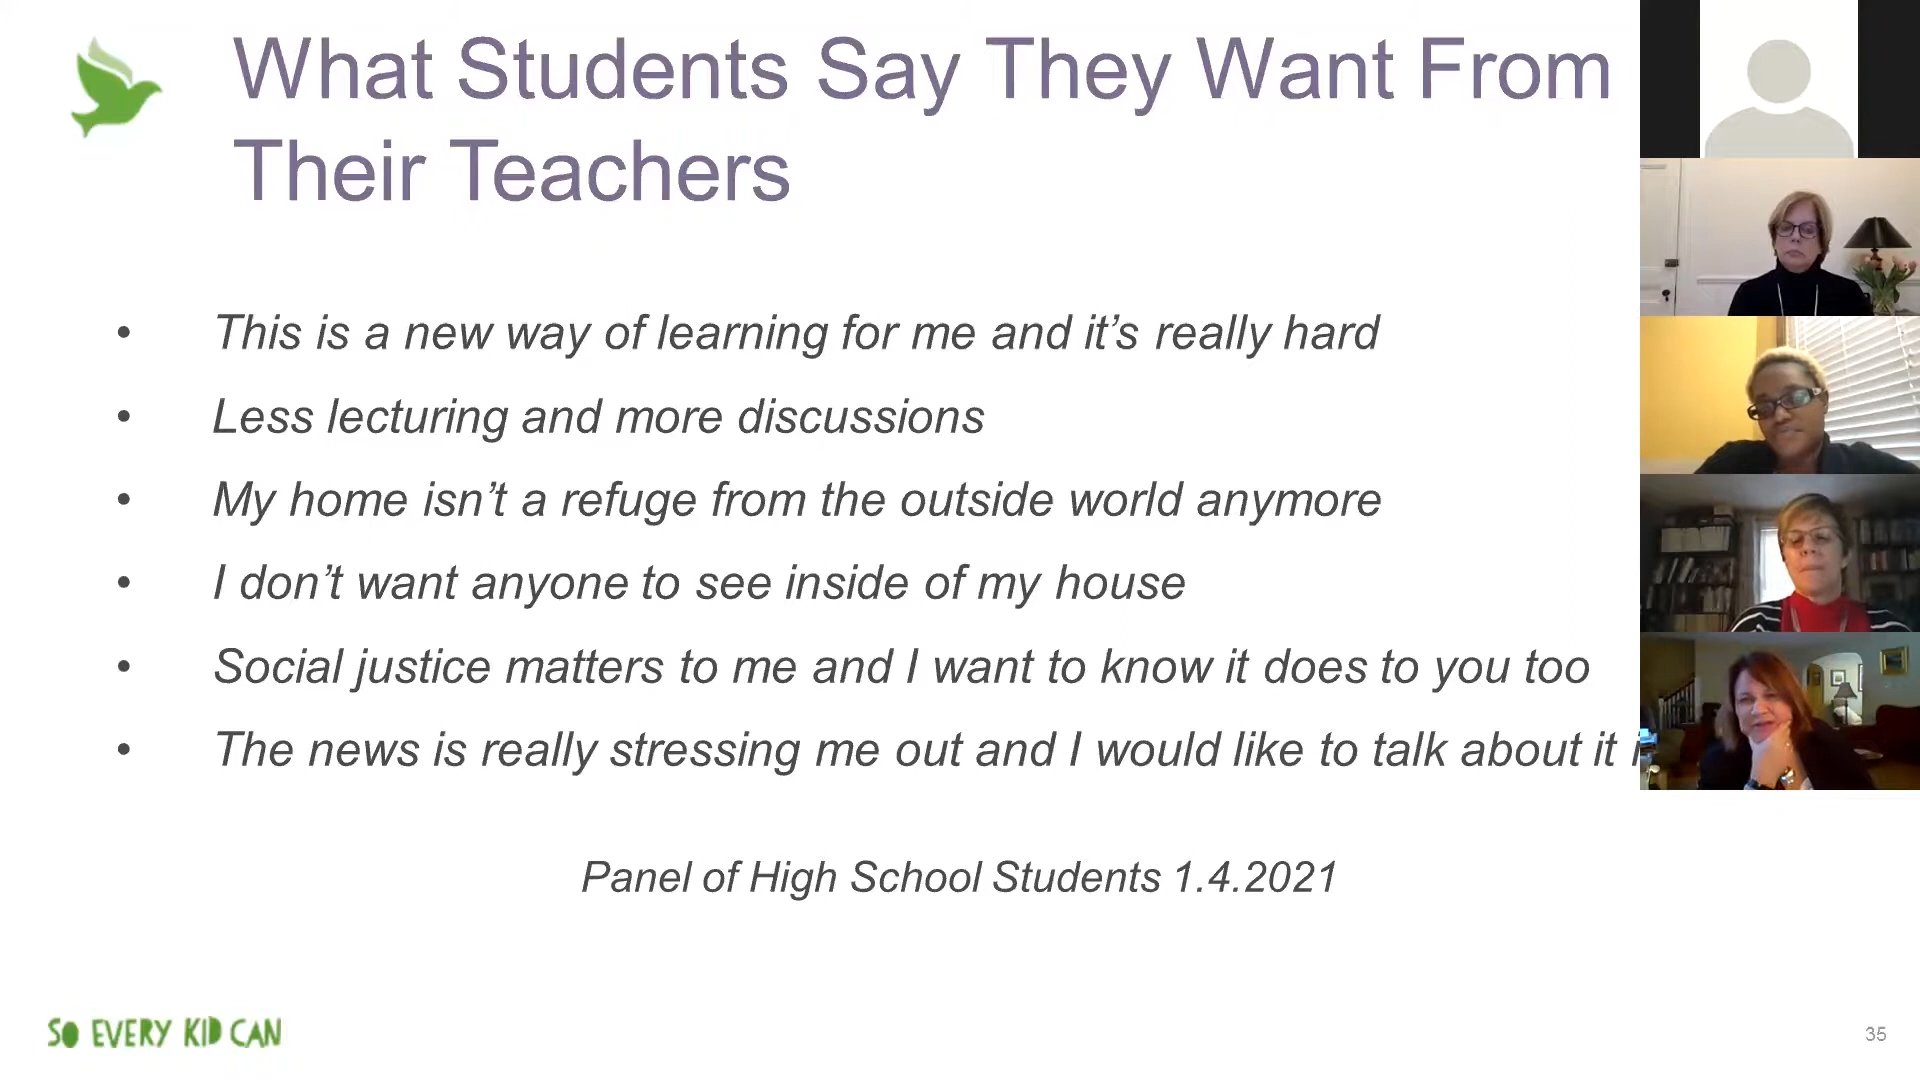 What Students Say They Want From
Their Teachers
• This is a new way of learning for me and it’s really hard
• Less lecturing and more discussions
• My home isn’t a refuge from the outside world anymore
• I don’t want anyone to see inside of my house
• Social justice matters to me and I want to know it does to you too
• The news is really stressing me out and I would like to talk about it
Panel of High School Students 1.4.2021
SO EVERY KID CAN
35